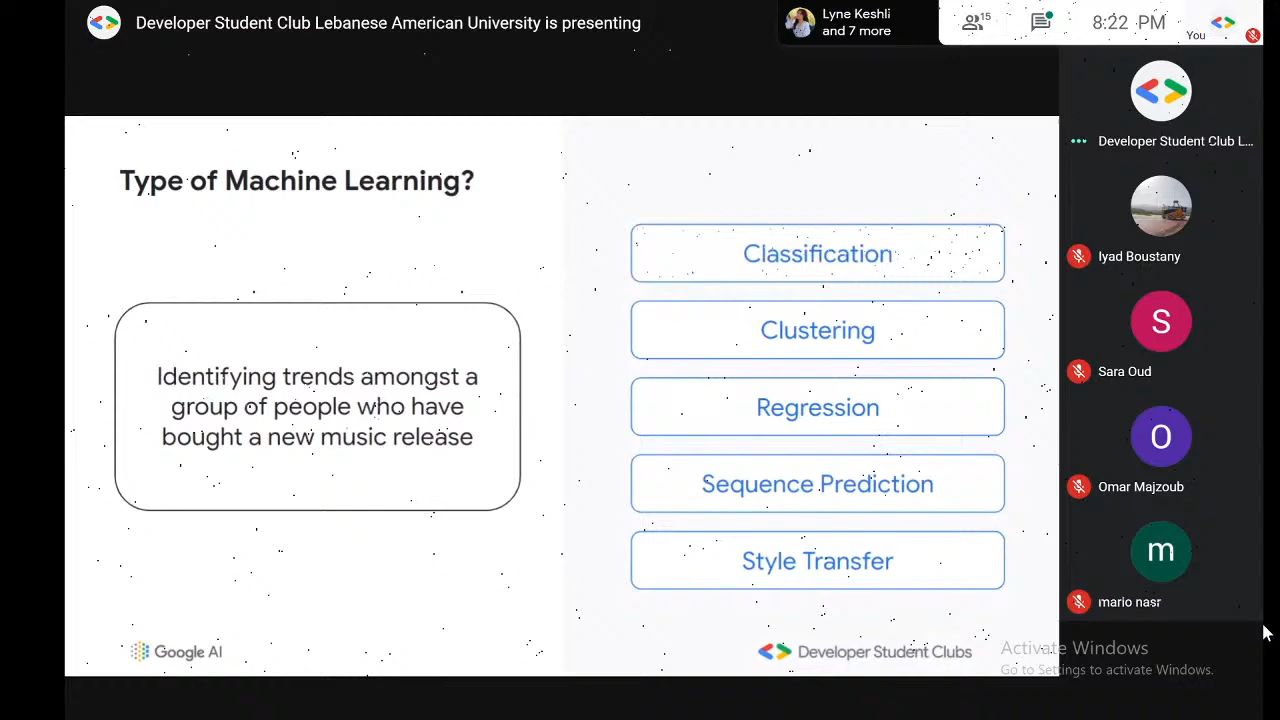 Developer Student Club Lebanese American University is presenting
Lyne Keshli
and 7 more
15
8:22 PM
You
Developer Student Club L...
Type of Machine Learning?
Classification
Iyad Boustany
Clustering
S
Identifying trends amongst a
group of people who have
bought a new music release
Regression
Sara Oud
O
Sequence Prediction
Omar Majzoub
Style Transfer
m
mario nasr
Google AI
Developer Student Clubs
Activate Windows
Go to Settings to activate Windows.